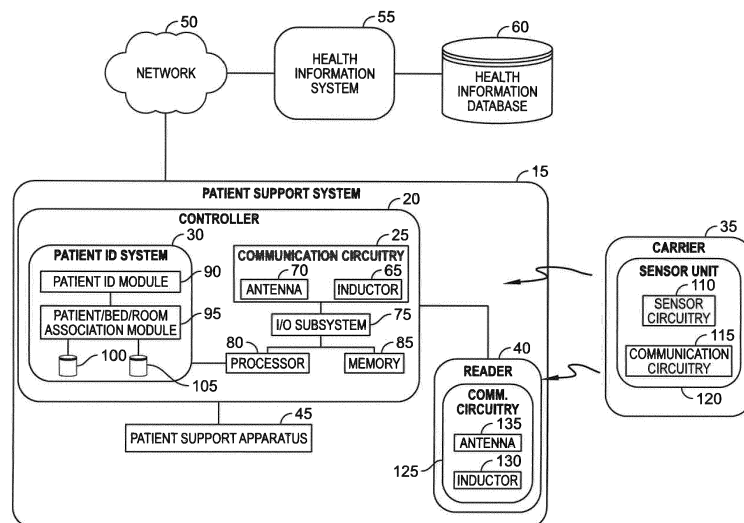 50
55
60
NETWORK
HEALTH
INFORMATION
SYSTEM
HEALTH
INFORMATION
DATABASE
15
PATIENT SUPPORT SYSTEM
20
CONTROLLER
30
PATIENT ID SYSTEM
PATIENT ID MODULE
90
PATIENT/BED/ROOM
ASSOCIATION MODULE
95
100
105
25
COMMUNICATION CIRCUITRY
70
65
ANTENNA
INDUCTOR
I/O SUBSYSTEM
75
80
85
PROCESSOR
MEMORY
45
PATIENT SUPPORT APPARATUS
40
READER
COMM.
CIRCUITRY
135
ANTENNA
130
INDUCTOR
125
35
CARRIER
SENSOR UNIT
110
SENSOR
CIRCUITRY
115
COMMUNICATION
CIRCUITRY
120